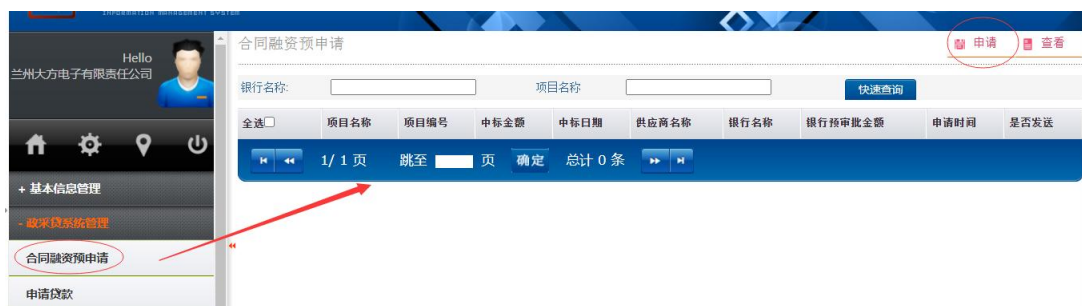 INFORMATION MANAGEMENT SYSTEM
Hello
兰州大方电子有限责任公司
+ 基本信息管理
- 政采贷系统管理
合同融资预申请
申请贷款
合同融资预申请
申请
查看
银行名称:
项目名称
快速查询
全选 项目名称 项目编号 中标金额 中标日期 供应商名称 银行名称 银行预审批金额 申请时间 是否发送
1/ 1 页 跳至 页 确定 总计 0 条